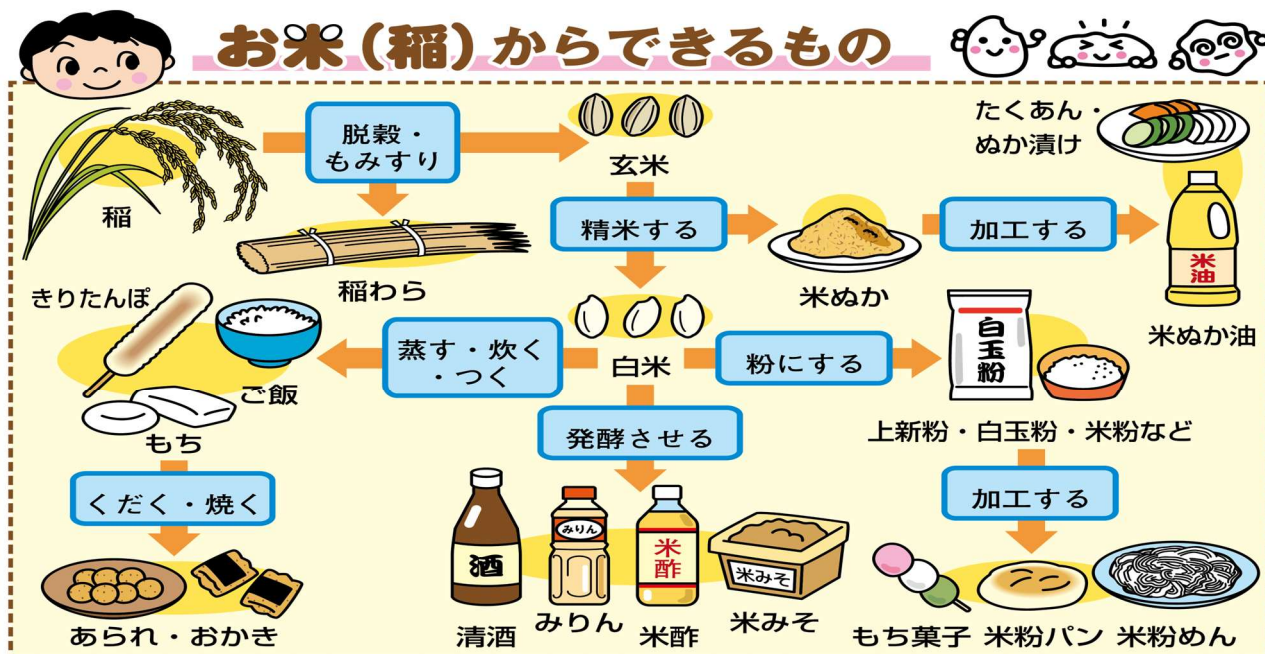 お米(稲)からできるもの
稲
脱穀・
もみすり
玄米
たくあん・
ぬか漬け
稲わら
精米する
米ぬか
加工する
米油
米ぬか油
きりたんぽ
ご飯
もち
蒸す・炊く
・つく
白米
粉にする
白玉粉
上新粉・白玉粉・米粉など
くだく・焼く
発酵させる
加工する
あられ・おかき
酒
清酒
みりん
みりん
米酢
米酢
米みそ
米みそ
もち菓子
米粉パン
米粉めん